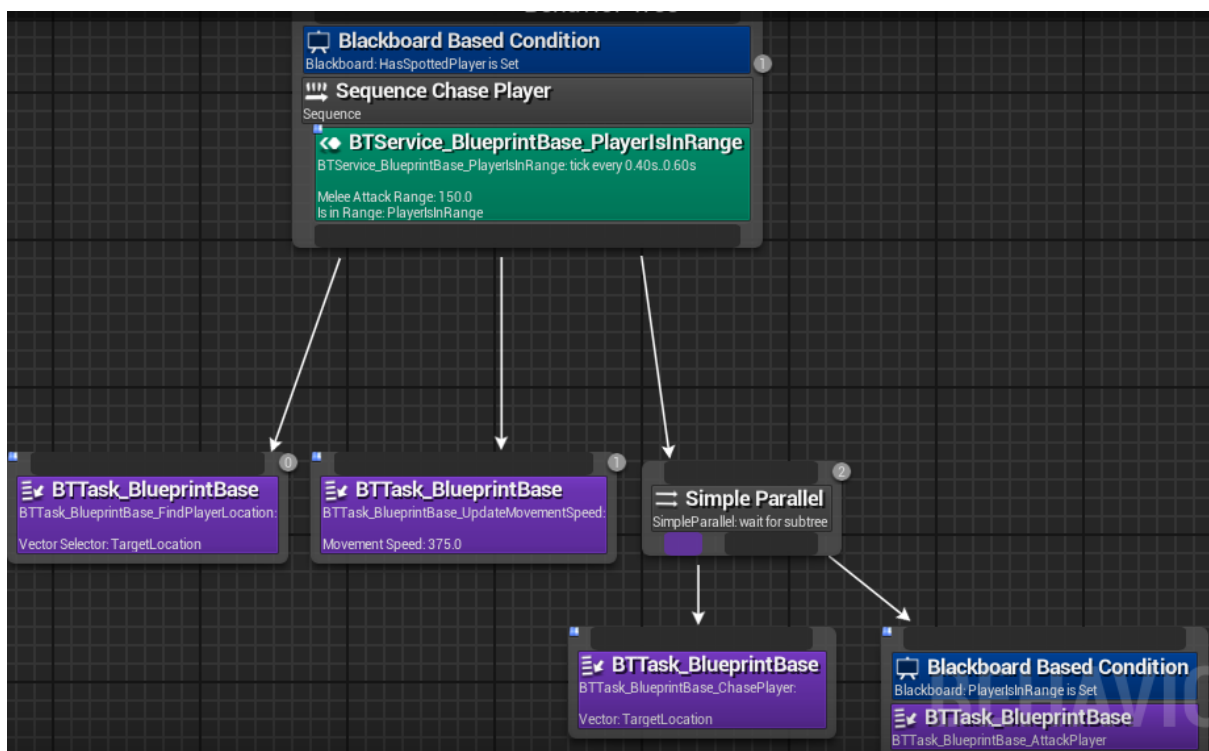 Blackboard Based Condition
Blackboard: HasSpottedPlayer is Set
1
Sequence Chase Player
Sequence
BTService_BlueprintBase_PlayerIsInRange
BTService_BlueprintBase_PlayerIsInRange: tick every 0.40s..0.60s
Melee Attack Range: 150.0
Is in Range: PlayerIsInRange
0
BTTask_BlueprintBase
BTTask_BlueprintBase_FindPlayerLocation:
Vector Selector: TargetLocation
1
BTTask_BlueprintBase
BTTask_BlueprintBase_UpdateMovementSpeed:
Movement Speed: 375.0
2
Simple Parallel
SimpleParallel: wait for subtree
BTTask_BlueprintBase
BTTask_BlueprintBase_ChasePlayer:
Vector: TargetLocation
Blackboard Based Condition
Blackboard: PlayerIsInRange is Set
BTTask_BlueprintBase
BTTask_BlueprintBase_AttackPlayer